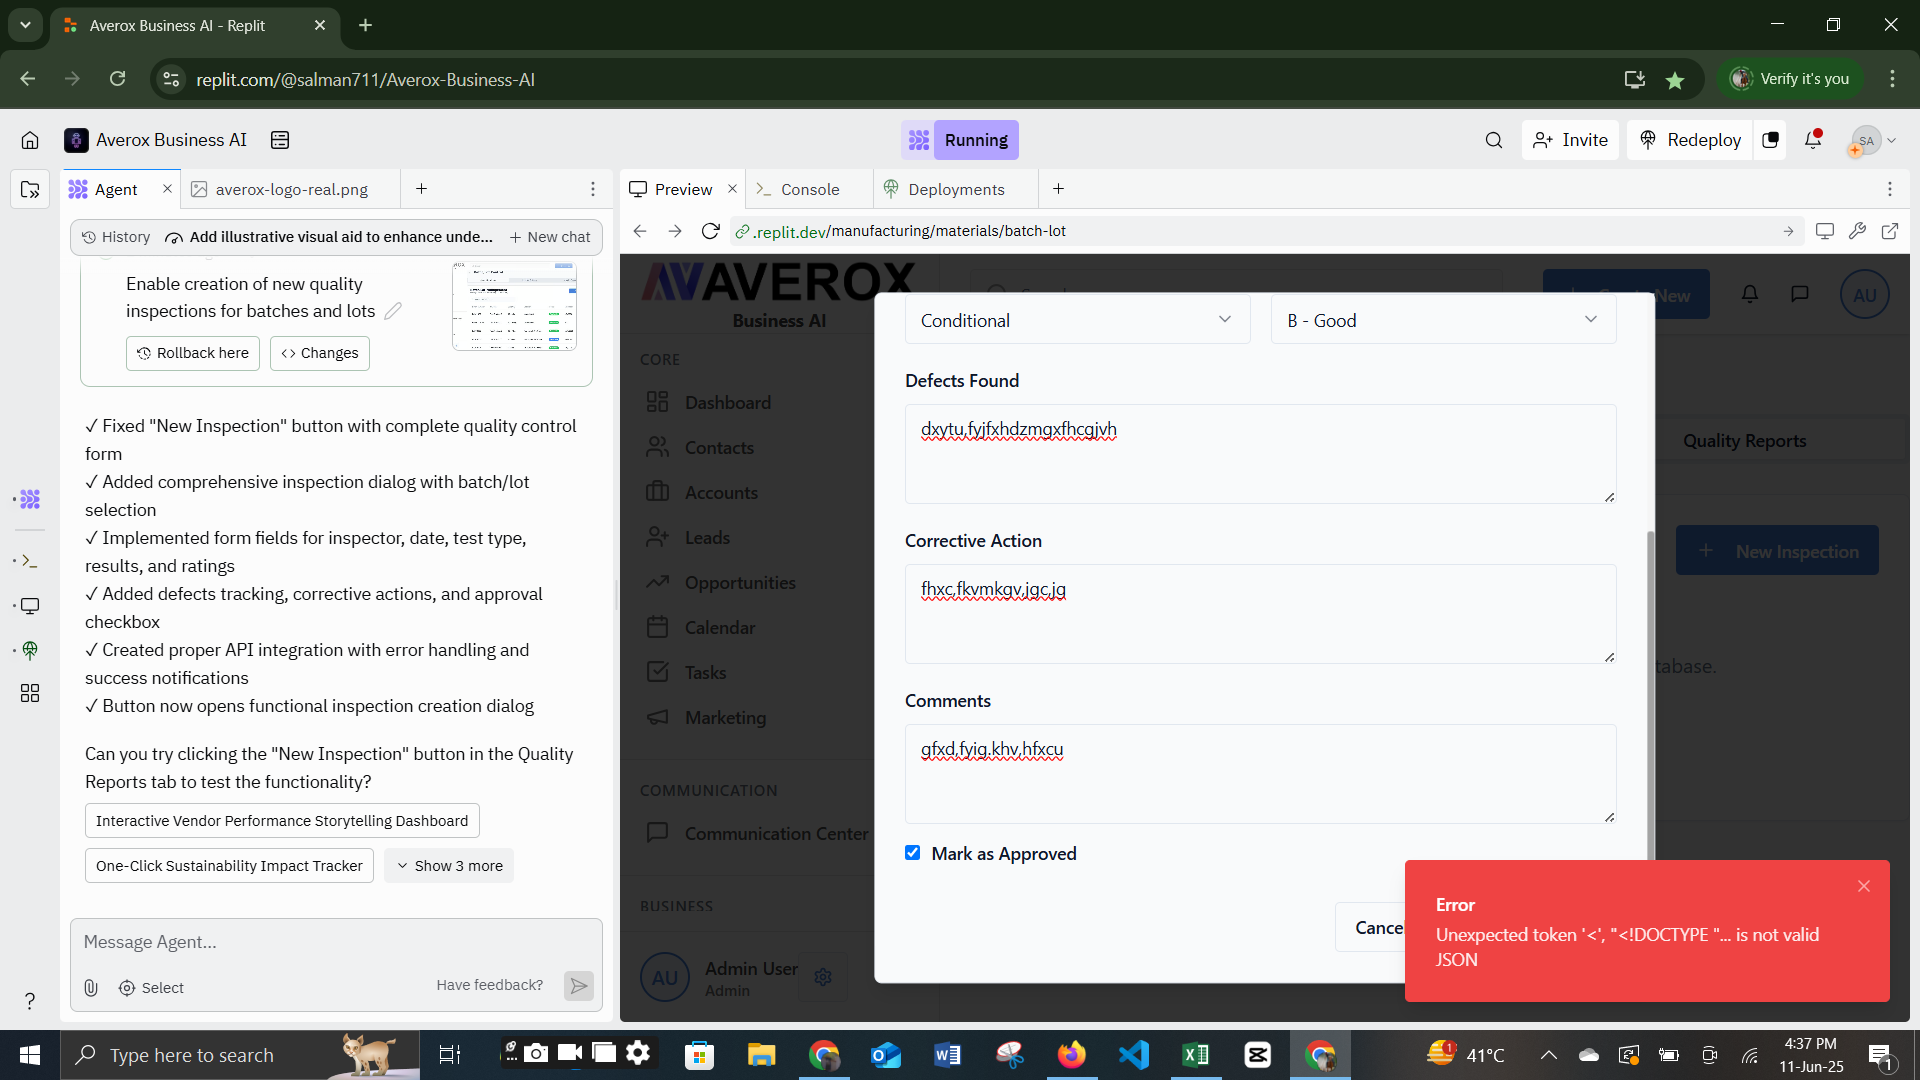 Averox Business AI - Replit
replit.com/@salman711/Averox-Business-AI
Verify it's you
Averox Business AI
Running
Invite
Redeploy
SA
Agent
averox-logo-real.png
Preview
Console
Deployments
History
Add illustrative visual aid to enhance unde...
New chat
.replit.dev/manufacturing/materials/batch-lot
Enable creation of new quality
inspections for batches and lots
Rollback here
Changes
✓ Fixed "New Inspection" button with complete quality control
form
✓ Added comprehensive inspection dialog with batch/lot
selection
✓ Implemented form fields for inspector, date, test type,
results, and ratings
✓ Added defects tracking, corrective actions, and approval
checkbox
✓ Created proper API integration with error handling and
success notifications
✓ Button now opens functional inspection creation dialog
Can you try clicking the "New Inspection" button in the Quality
Reports tab to test the functionality?
Interactive Vendor Performance Storytelling Dashboard
One-Click Sustainability Impact Tracker
Show 3 more
Message Agent...
Select
Have feedback?
AVEROX
Business AI
New
AU
CORE
Dashboard
Contacts
Accounts
Leads
Opportunities
Calendar
Tasks
Marketing
COMMUNICATION
Communication Center
BUSINESS
AU
Admin User
Admin
Quality Reports
New Inspection
tabase.
Conditional
B - Good
Defects Found
dxytu,fyjfxhdzmgxfhcgjvh
Corrective Action
fhxc,fkvmkgv,jgc,jg
Comments
gfxd,fyig.khv,hfxcu
Mark as Approved
Cance
Error
Unexpected token '<', "<!DOCTYPE "... is not valid
JSON
Type here to search
1
41°C
4:37 PM
11-Jun-25
1